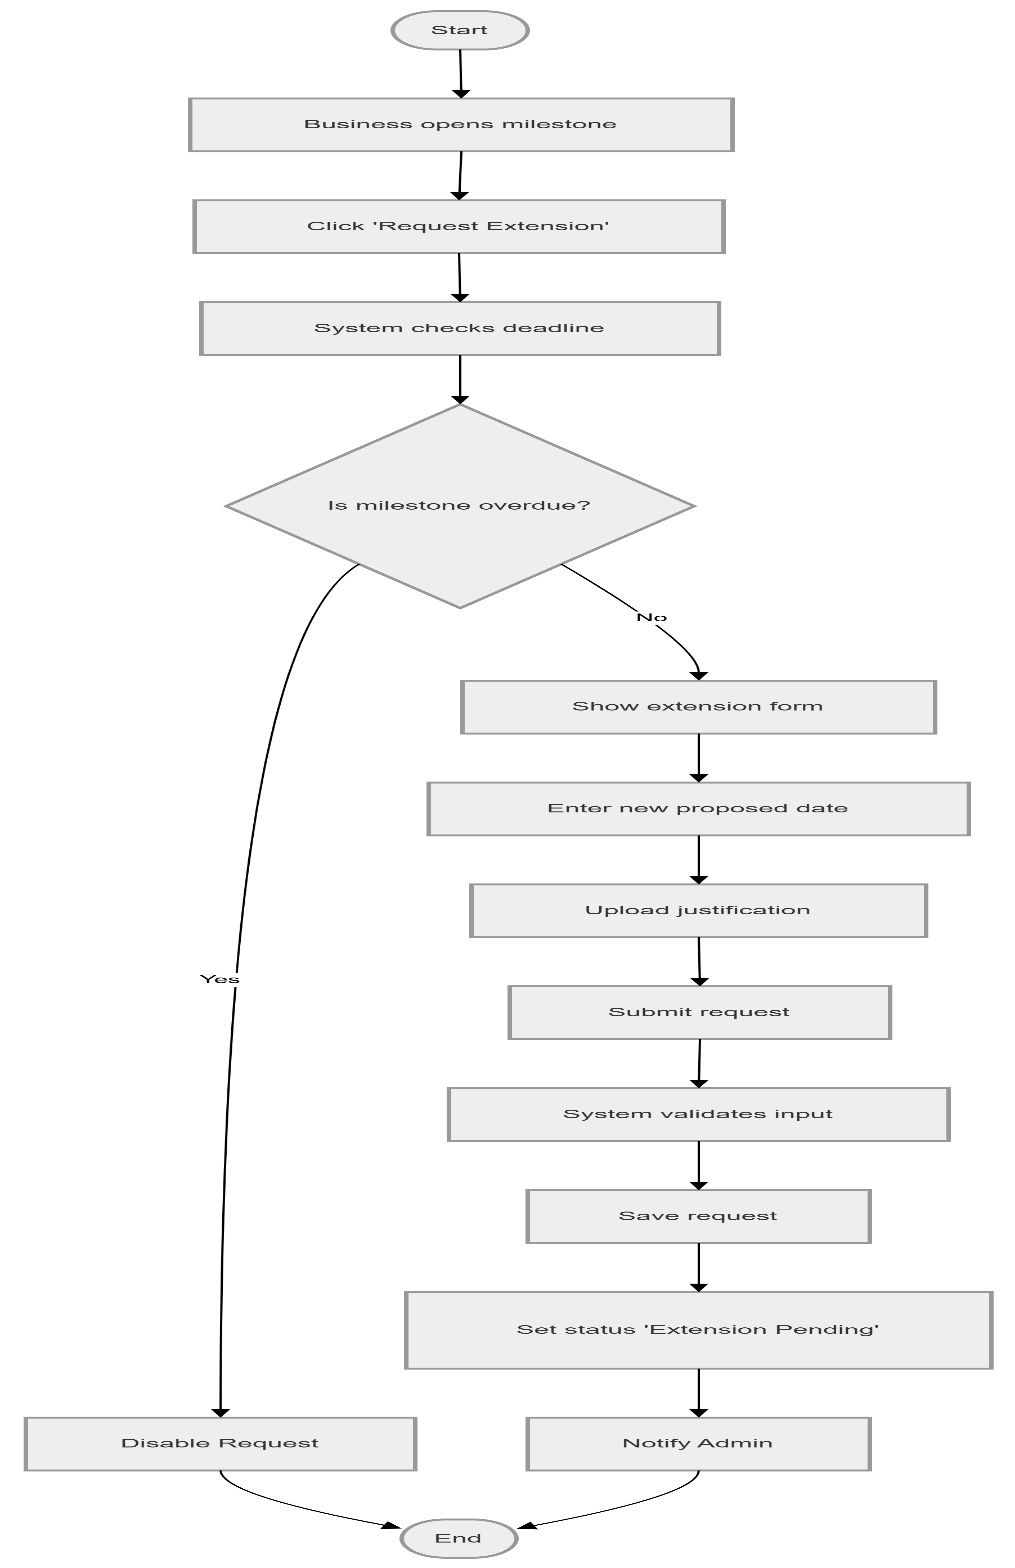 Start
Business opens milestone
Click 'Request Extension'
System checks deadline
Is milestone overdue?
No
Show extension form
Enter new proposed date
Upload justification
Yes
Submit request
System validates input
Save request
Set status 'Extension Pending'
Disable Request
Notify Admin
End